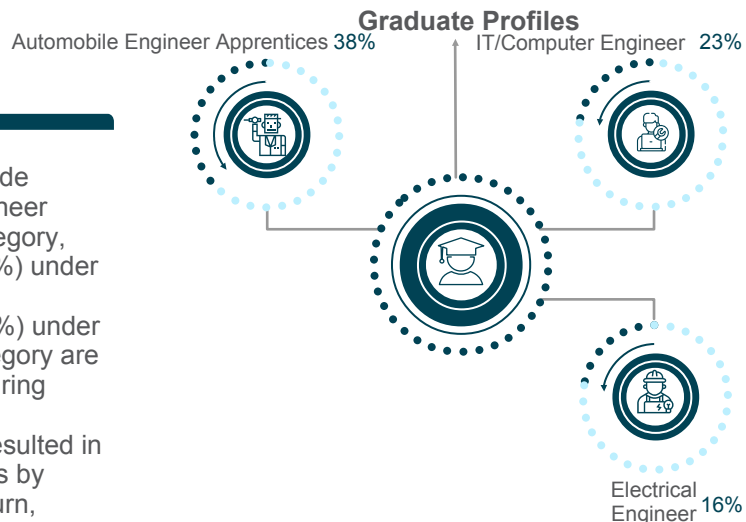 Graduate Profiles
Automobile Engineer Apprentices 38%
IT/Computer Engineer 23%
Electrical
Engineer 16%
de
neer
egory,
%) under
%) under
egory are
ring
esulted in
s by
urn,